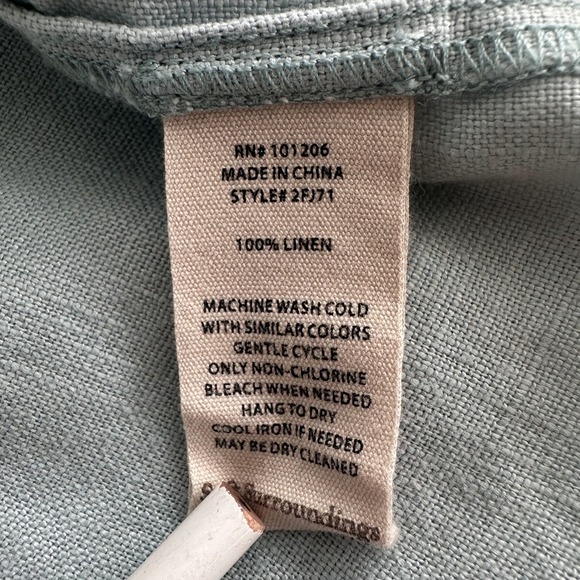 RN# 101206
MADE IN CHINA
STYLE# 2FJ71
100% LINEN
MACHINE WASH COLD
WITH SIMILAR COLORS
GENTLE CYCLE
ONLY NON-CHLORINE
BLEACH WHEN NEEDED
HANG TO DRY
COOL IRON IF NEEDED
MAY BE DRY CLEANED
Surroundings